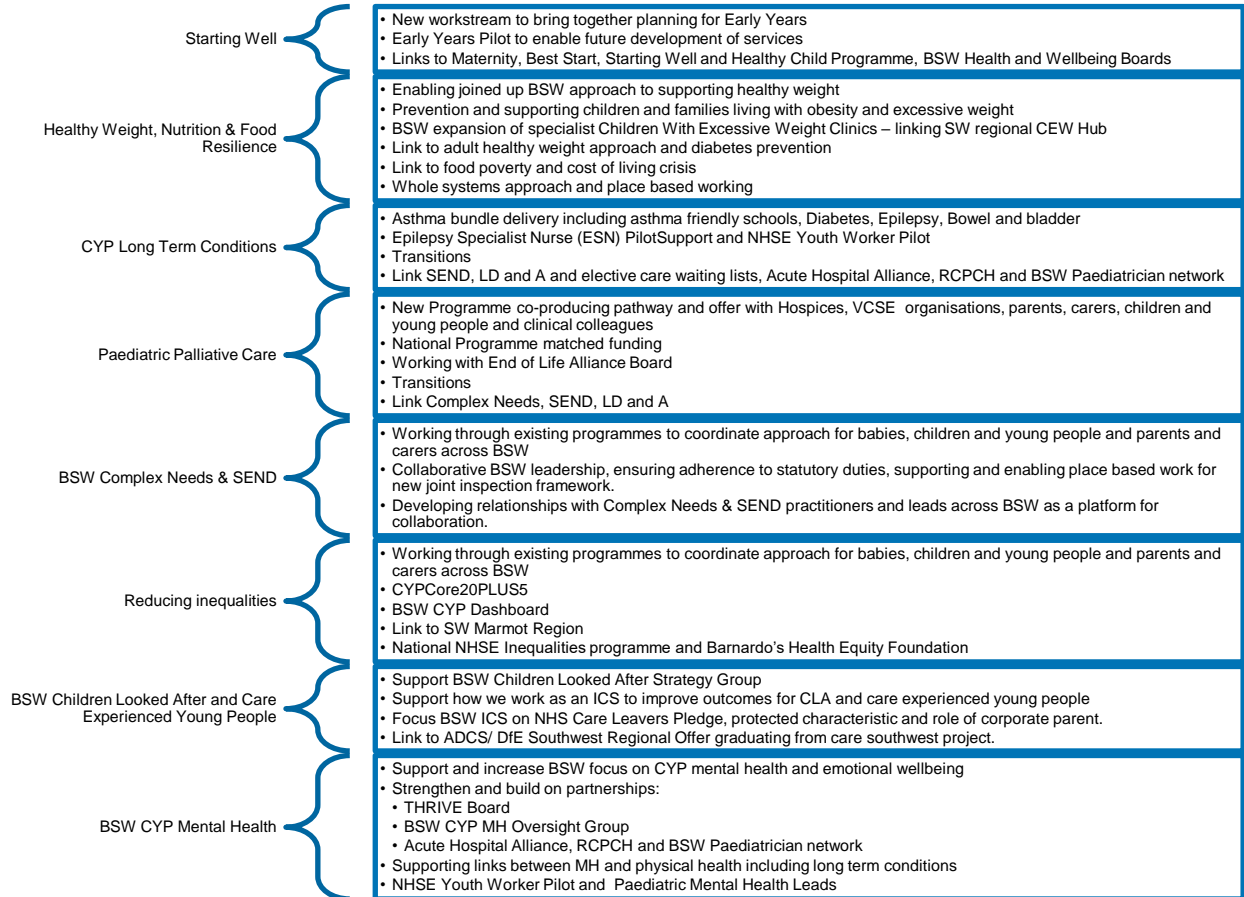 Starting Well
• New workstream to bring together planning for Early Years
• Early Years Pilot to enable future development of services
• Links to Maternity, Best Start, Starting Well and Healthy Child Programme, BSW Health and Wellbeing Boards
Healthy Weight, Nutrition & Food
Resilience
• Enabling joined up BSW approach to supporting healthy weight
• Prevention and supporting children and families living with obesity and excessive weight
• BSW expansion of specialist Children With Excessive Weight Clinics – linking SW regional CEW Hub
• Link to adult healthy weight approach and diabetes prevention
• Link to food poverty and cost of living crisis
• Whole systems approach and place based working
CYP Long Term Conditions
• Asthma bundle delivery including asthma friendly schools, Diabetes, Epilepsy, Bowel and bladder
• Epilepsy Specialist Nurse (ESN) PilotSupport and NHSE Youth Worker Pilot
• Transitions
• Link SEND, LD and A and elective care waiting lists, Acute Hospital Alliance, RCPCH and BSW Paediatrician network
Paediatric Palliative Care
• New Programme co-producing pathway and offer with Hospices, VCSE organisations, parents, carers, children and
young people and clinical colleagues
• National Programme matched funding
• Working with End of Life Alliance Board
• Transitions
• Link Complex Needs, SEND, LD and A
BSW Complex Needs & SEND
• Working through existing programmes to coordinate approach for babies, children and young people and parents and
carers across BSW
• Collaborative BSW leadership, ensuring adherence to statutory duties, supporting and enabling place based work for
new joint inspection framework.
• Developing relationships with Complex Needs & SEND practitioners and leads across BSW as a platform for
collaboration.
Reducing inequalities
• Working through existing programmes to coordinate approach for babies, children and young people and parents and
carers across BSW
• CYPCore20PLUS5
• BSW CYP Dashboard
• Link to SW Marmot Region
• National NHSE Inequalities programme and Barnardo's Health Equity Foundation
BSW Children Looked After and Care
Experienced Young People
• Support BSW Children Looked After Strategy Group
• Support how we work as an ICS to improve outcomes for CLA and care experienced young people
• Focus BSW ICS on NHS Care Leavers Pledge, protected characteristic and role of corporate parent.
• Link to ADCS/ DfE Southwest Regional Offer graduating from care southwest project.
BSW CYP Mental Health
• Support and increase BSW focus on CYP mental health and emotional wellbeing
• Strengthen and build on partnerships:
• THRIVE Board
• BSW CYP MH Oversight Group
• Acute Hospital Alliance, RCPCH and BSW Paediatrician network
• Supporting links between MH and physical health including long term conditions
• NHSE Youth Worker Pilot and Paediatric Mental Health Leads